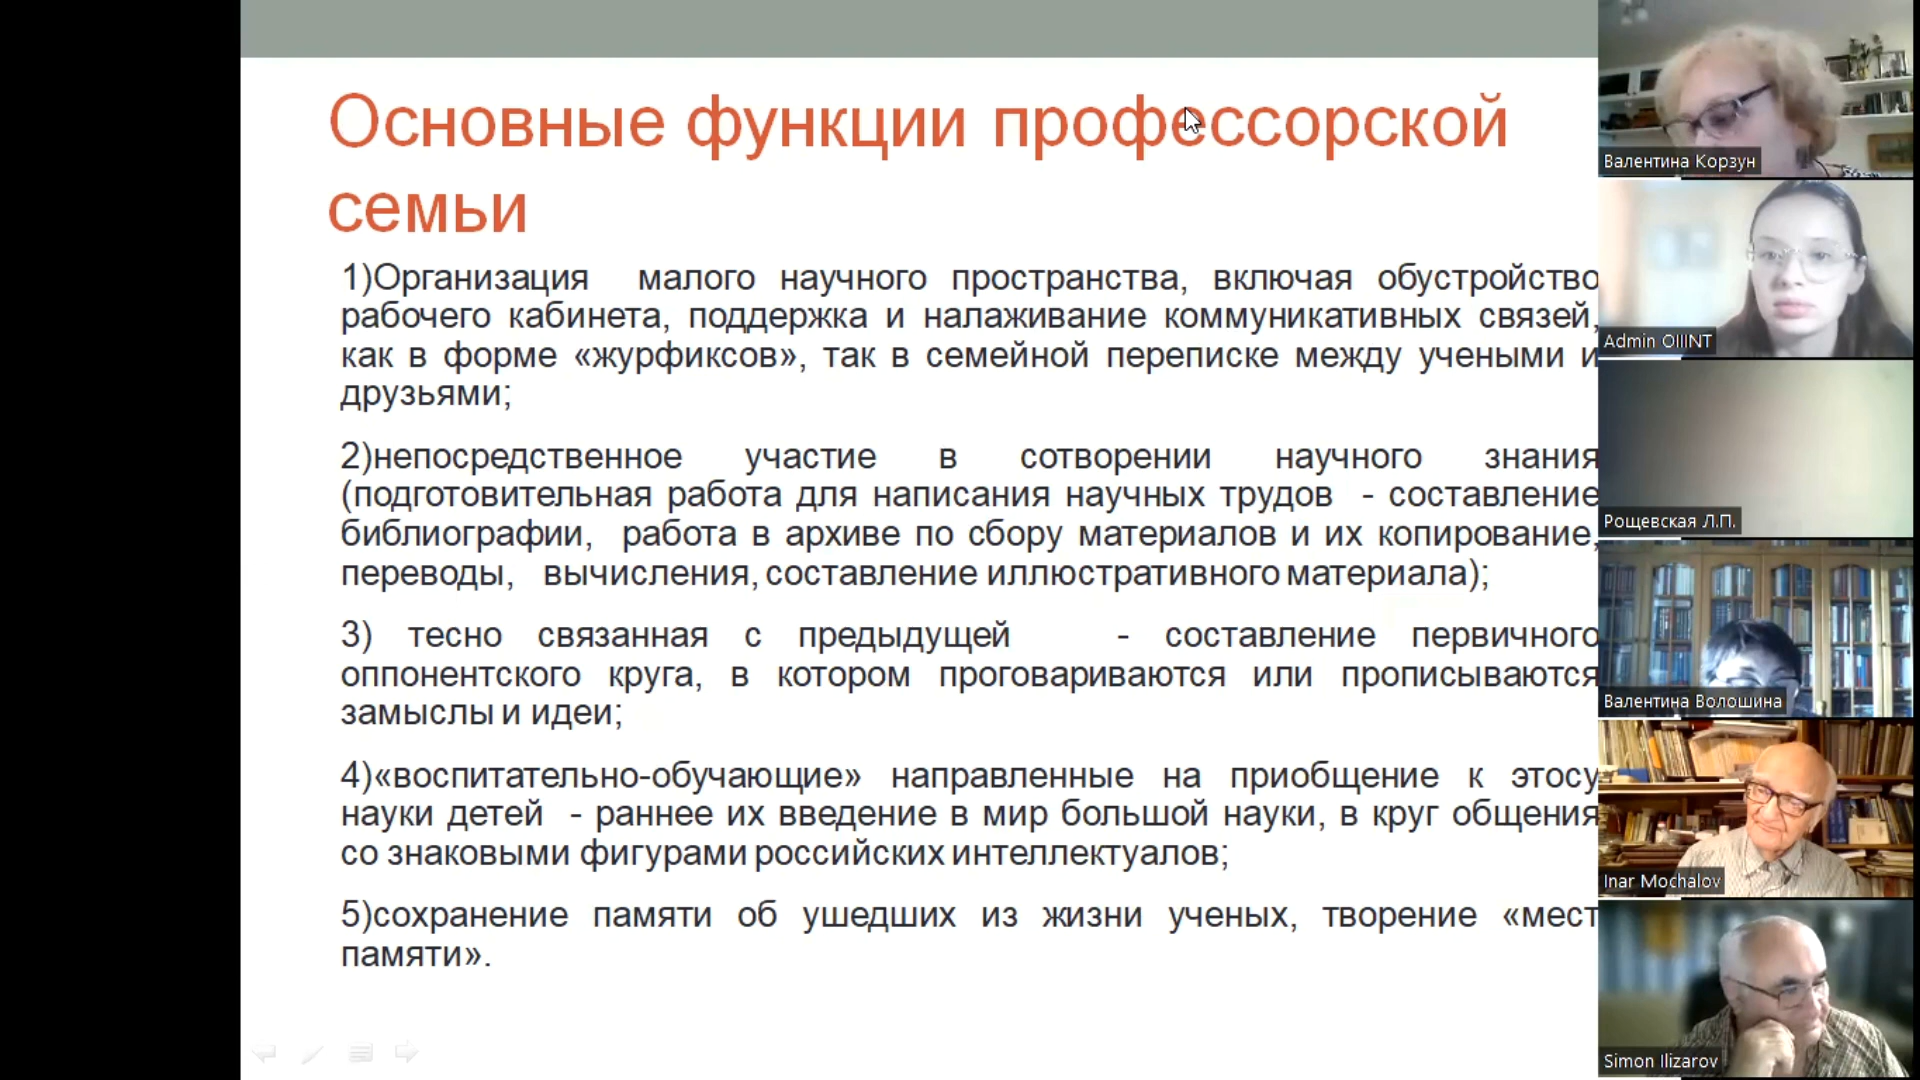 Основные функции профессорской
семьи
1)Организация малого научного пространства, включая обустройство
рабочего кабинета, поддержка и налаживание коммуникативных связей,
как в форме «журфиксов», так в семейной переписке между учеными и
друзьями;
2)непосредственное участие в сотворении научного знания
(подготовительная работа для написания научных трудов - составление
библиографии, работа в архиве по сбору материалов и их копирование,
переводы, вычисления, составление иллюстративного материала);
3) тесно связанная с предыдущей - составление первичного
оппонентского круга, в котором проговариваются или прописываются
замыслы и идеи;
4)«воспитательно-обучающие» направленные на приобщение к этосу
науки детей - раннее их введение в мир большой науки, в круг общения
со знаковыми фигурами российских интеллектуалов;
5)сохранение памяти об ушедших из жизни ученых, творение «мест
памяти».
Валентина Корзун
Admin OIIINT
Рощевская Л.П.
Валентина Волошина
Inar Mochalov
Simon Ilizarov